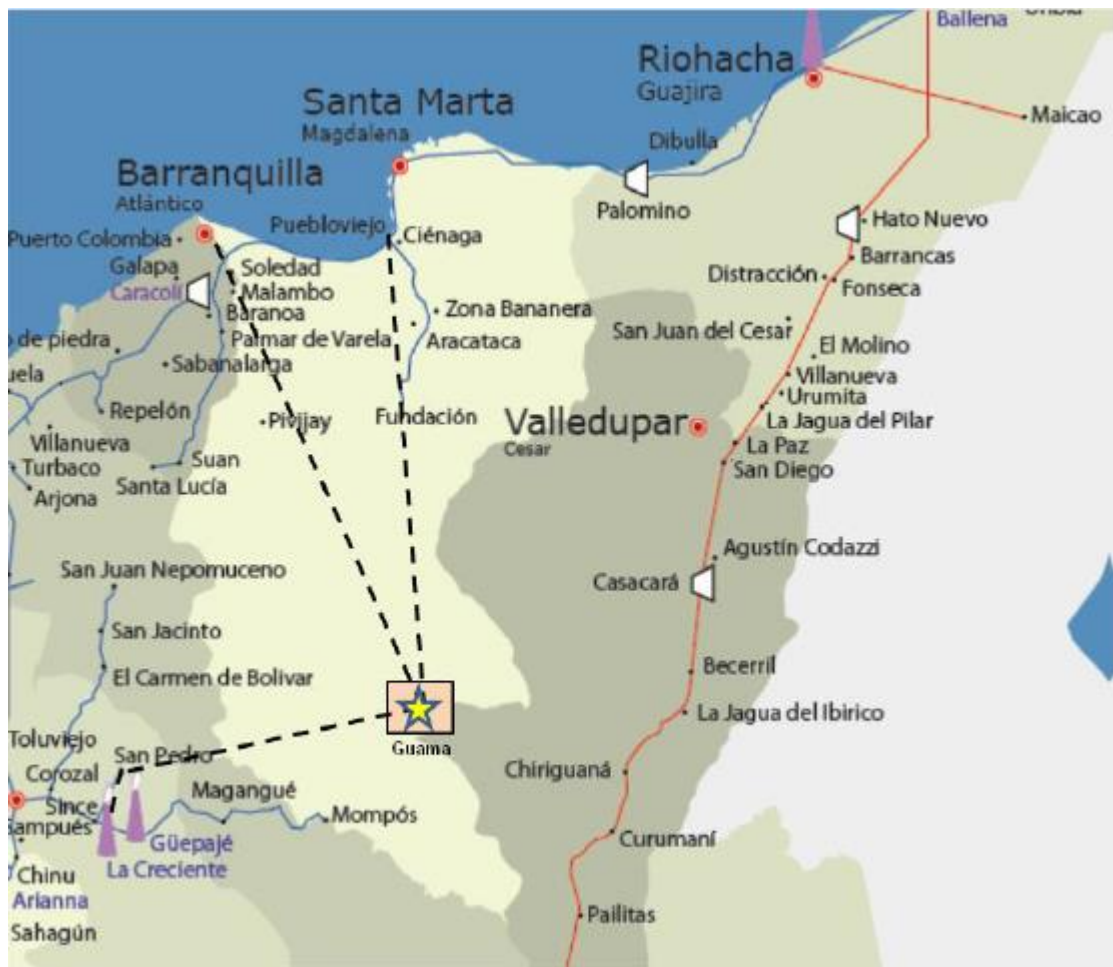 Ballena
Riohacha
Guajira
Maicao
Santa Marta
Magdalena
Dibulla
Barranquilla
Atlántico
Palomino
Hato Nuevo
Puebloviejo
Ciénaga
Puerto Colombia
Barrancas
Galapa
Soledad
Distracción
Fonseca
Caracolí
Malambo
Baranoa
Zona Bananera
San Juan del Cesar
Palmar de Varela
Aracataca
o de piedra
El Molino
Sabanalarga
uela
Villanueva
Urumita
Repelón
Pivijay
Fundación
Valledupar
Cesar
La Jagua del Pilar
Villanueva
La Paz
Turbaco
Suan
San Diego
Santa Lucía
Arjona
Agustín Codazzi
San Juan Nepomuceno
Casacará
San Jacinto
El Carmen de Bolivar
Becerril
La Jagua del Ibirico
Toluviejo
Guama
San Pedro
Corozal
Chiriguaná
Since
Magangué
Mompós
sampués
Güepajé
Curumaní
La Creciente
Chinu
Arianna
Pailitas
Sahagún